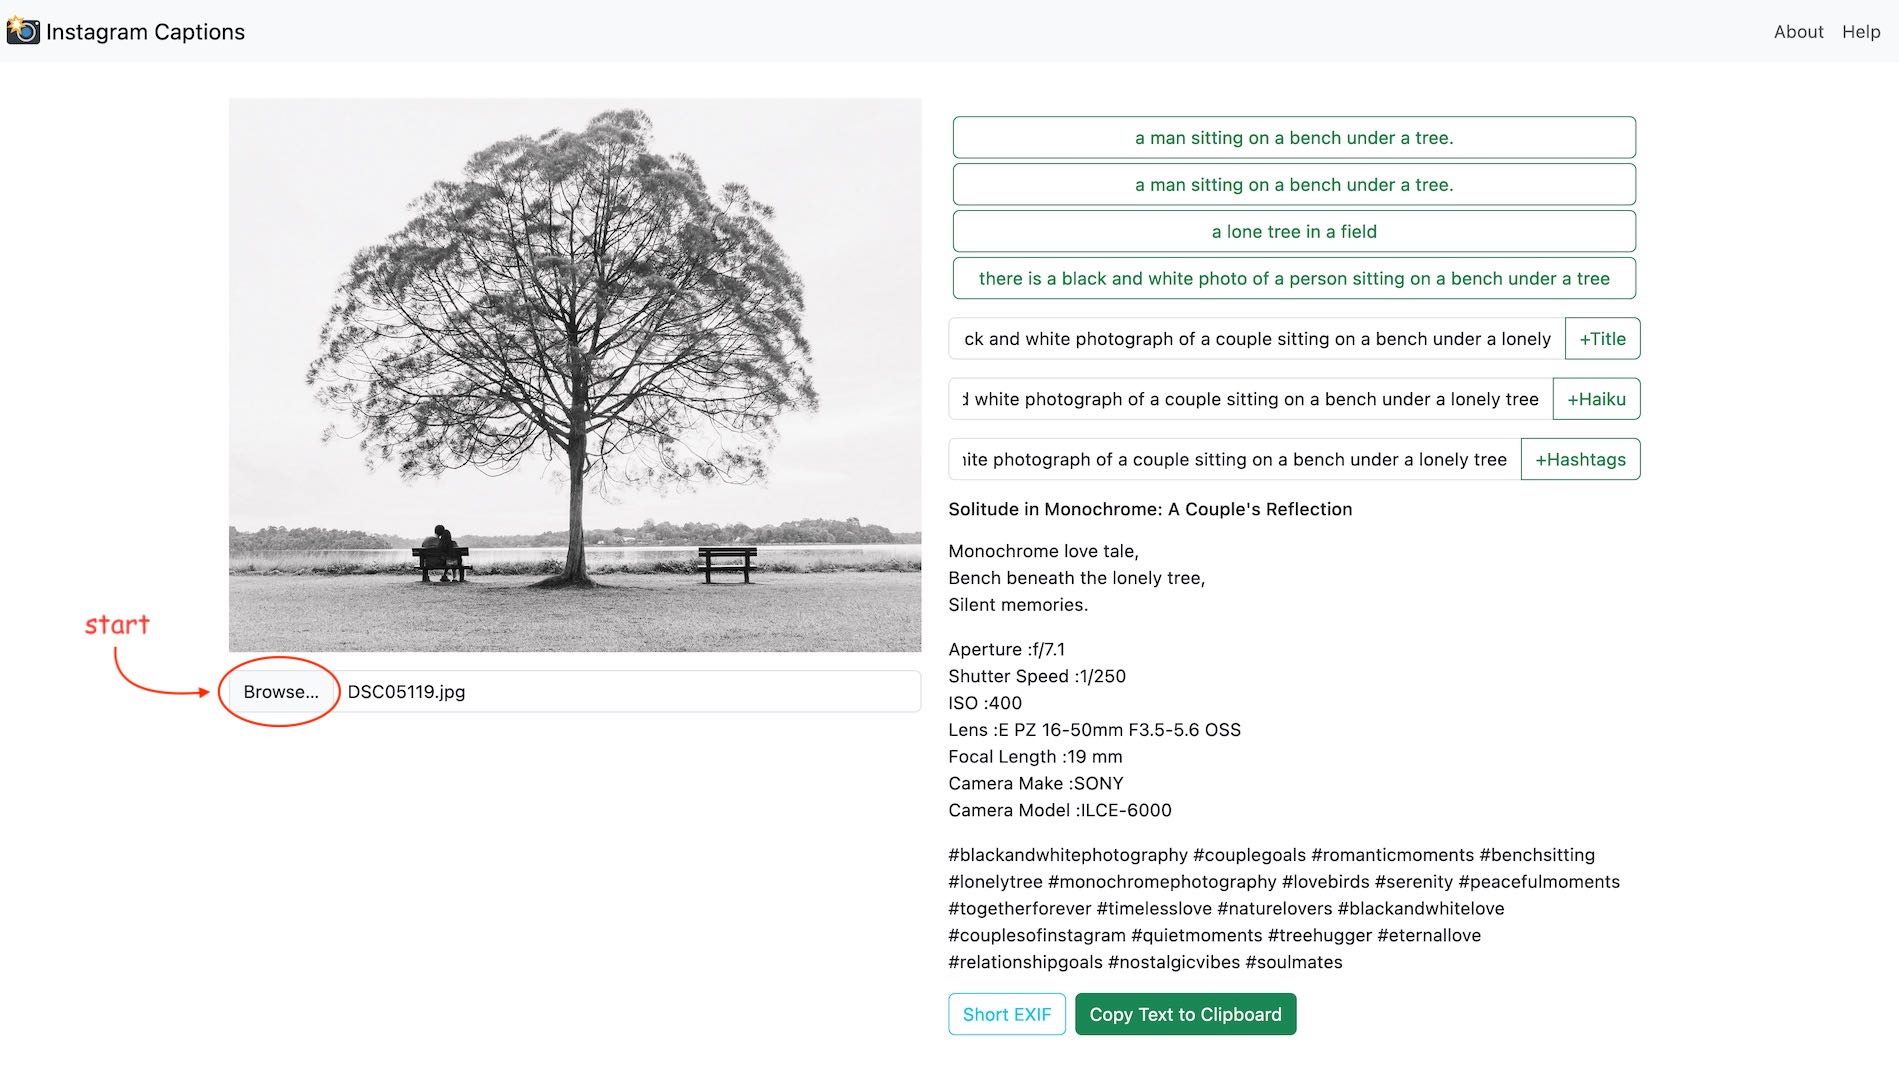 Instagram Captions
About Help
a man sitting on a bench under a tree.
a man sitting on a bench under a tree.
a lone tree in a field
there is a black and white photo of a person sitting on a bench under a tree
ck and white photograph of a couple sitting on a bench under a lonely +Title
white photograph of a couple sitting on a bench under a lonely tree +Haiku
photograph of a couple sitting on a bench under a lonely tree +Hashtags
Solitude in Monochrome: A Couple's Reflection
Monochrome love tale,
Bench beneath the lonely tree,
Silent memories.
start
Browse... DSC05119.jpg
Aperture :f/7.1
Shutter Speed :1/250
ISO :400
Lens :E PZ 16-50mm F3.5-5.6 OSS
Focal Length :19 mm
Camera Make :SONY
Camera Model :ILCE-6000
#blackandwhitephotography #couplegoals #romanticmoments #benchsitting
#lonelytree #monochromephotography #lovebirds #serenity #peacefulmoments
#togetherforever #timelesslove #naturelovers #blackandwhitelove
#couplesofinstagram #quietmoments #treehugger #eternallove
#relationshipgoals #nostalgicvibes #soulmates
Short EXIF Copy Text to Clipboard